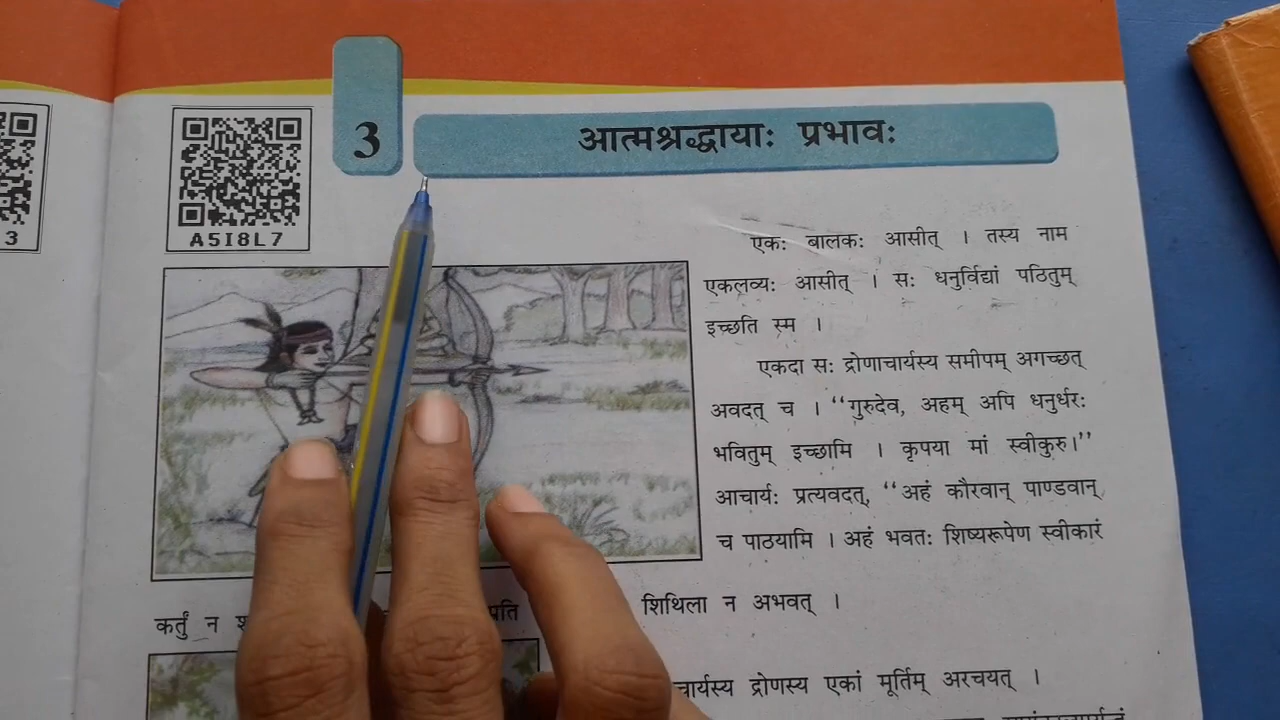 3
आत्मश्रद्धायाः प्रभावः
3
A5I8L7
एकः बालकः आसीत् । तस्य नाम
एकलव्यः आसीत् । सः धनुर्विद्यां पठितुम्
इच्छति स्म ।
एकदा सः द्रोणाचार्यस्य समीपम् अगच्छत्
अवदत् च । “गुरुदेव, अहम् अपि धनुर्धरः
भवितुम् इच्छामि । कृपया मां स्वीकुरु।”
आचार्यः प्रत्यवदत्, “अहं कौरवान् पाण्डवान्
च पाठयामि । अहं भवतः शिष्यरूपेण स्वीकारं
कर्तुं न
शिथिला न अभवत् ।
द्रोणस्य एकां मूर्तिम् अरचयत् ।